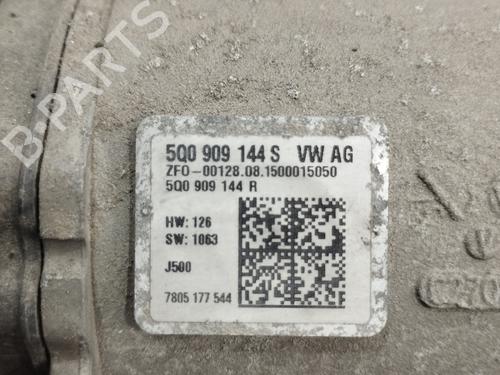 B-PARTS
5Q0 909 144 S VW AG
ZFO-00128.08.1500015050
5Q0 909 144 R
HW: 126
SW: 1063
J500
7805 177 544